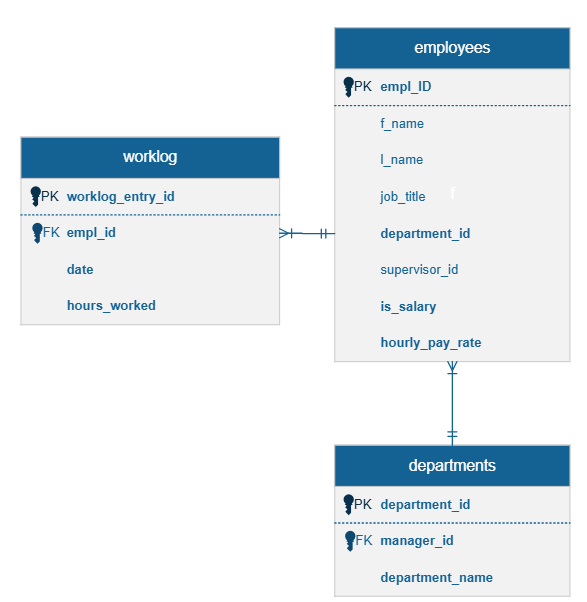 employees
PK empl_ID
f_name
l_name
job_title f
department_id
supervisor_id
is_salary
hourly_pay_rate
worklog
PK worklog_entry_id
FK empl_id
date
hours_worked
departments
PK department_id
FK manager_id
department_name